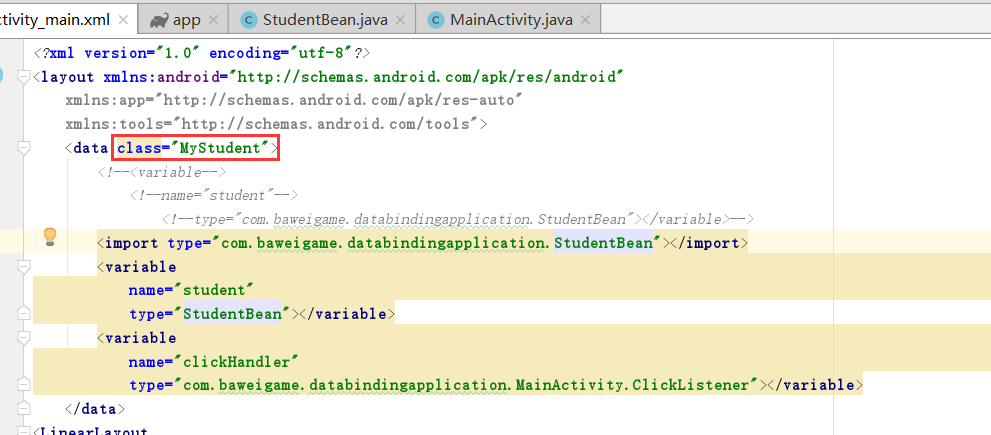 ctivity_main.xml × app × StudentBean.java × MainActivity.java ×
<?xml version="1.0" encoding="utf-8"?>
<layout xmlns:android="http://schemas.android.com/apk/res/android"
xmlns:app="http://schemas.android.com/apk/res-auto"
xmlns:tools="http://schemas.android.com/tools">
<data class="MyStudent">
<!--<variable-->
<!--name="student"-->
<!--type="com.baweigame.databindingapplication.StudentBean"></variable>-->
<import type="com.baweigame.databindingapplication.StudentBean"></import>
<variable
name="student"
type="StudentBean"></variable>
<variable
name="clickHandler"
type="com.baweigame.databindingapplication.MainActivity.ClickListener"></variable>
</data>
<LinearLayout